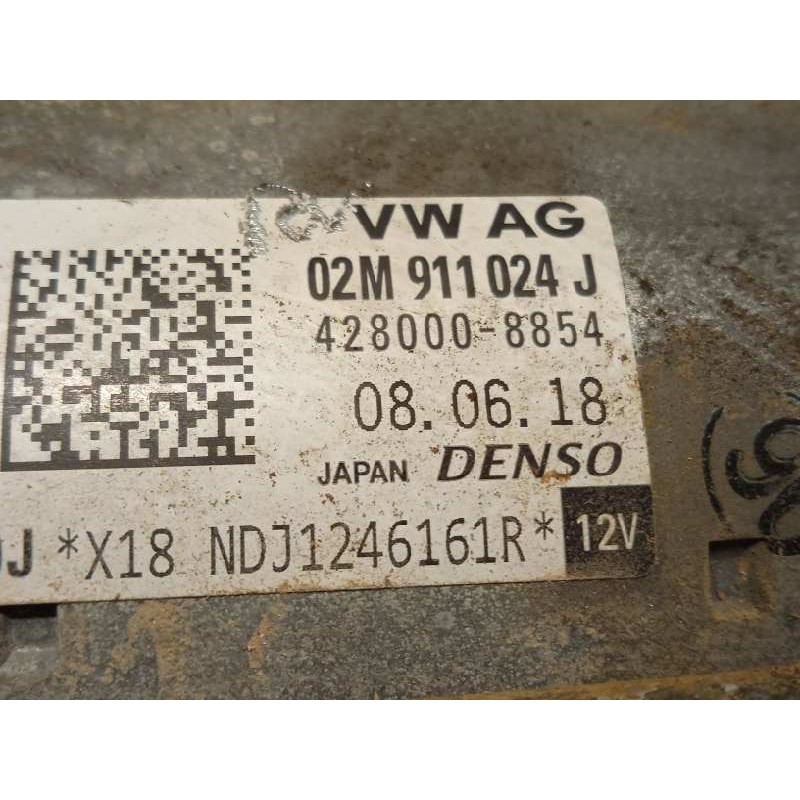 VW AG
02M 911 024 J
428000-8854
08.06.18
JAPAN DENSO
J *X18 NDJ1246161R* 12V